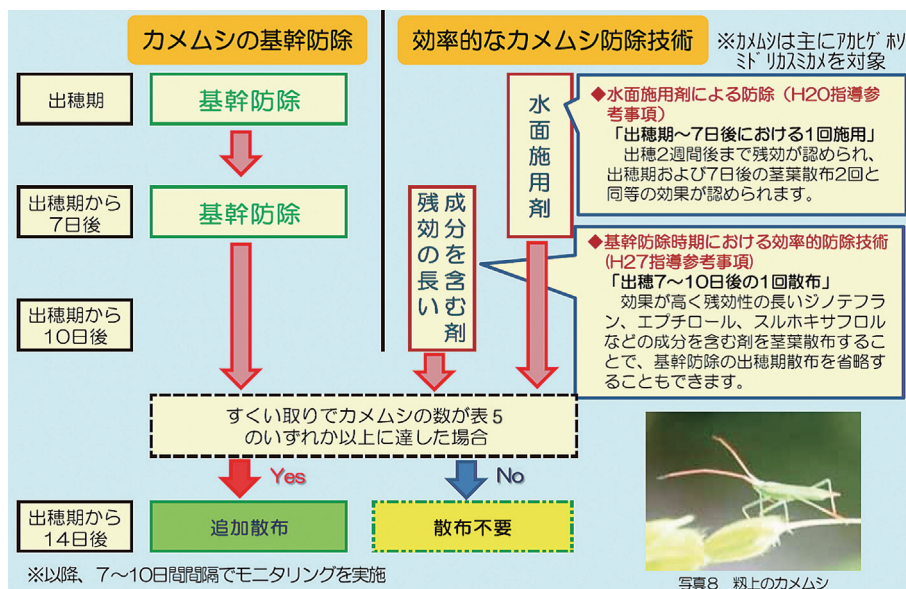 カメムシの基幹防除
効率的なカメムシ防除技術
※カメムシは主にアカヒゲホソ
ミドリカスミカメを対象
出穂期
基幹防除
出穂期から
7日後
基幹防除
出穂期から
10日後
残効の長い
成分を含む剤
水面施用剤
◆水面施用剤による防除（H20指導参
考事項）
「出穂期～7日後における1回施用」
出穂2週間後まで残効が認められ、
出穂期および7日後の茎葉散布2回と
同等の効果が認められます。
◆基幹防除時期における効率的防除技術
(H27指導参考事項)
「出穂7～10日後の1回散布」
効果が高く残効性の長いジノテフラ
ン、エプチロール、スルホキサフロル
などの成分を含む剤を茎葉散布するこ
とで、基幹防除の出穂期散布を省略す
ることもできます。
すくい取りでカメムシの数が表5
のいずれか以上に達した場合
Yes
No
出穂期から
14日後
追加散布
散布不要
※以降、7～10日間間隔でモニタリングを実施
写真8 籾上のカメムシ